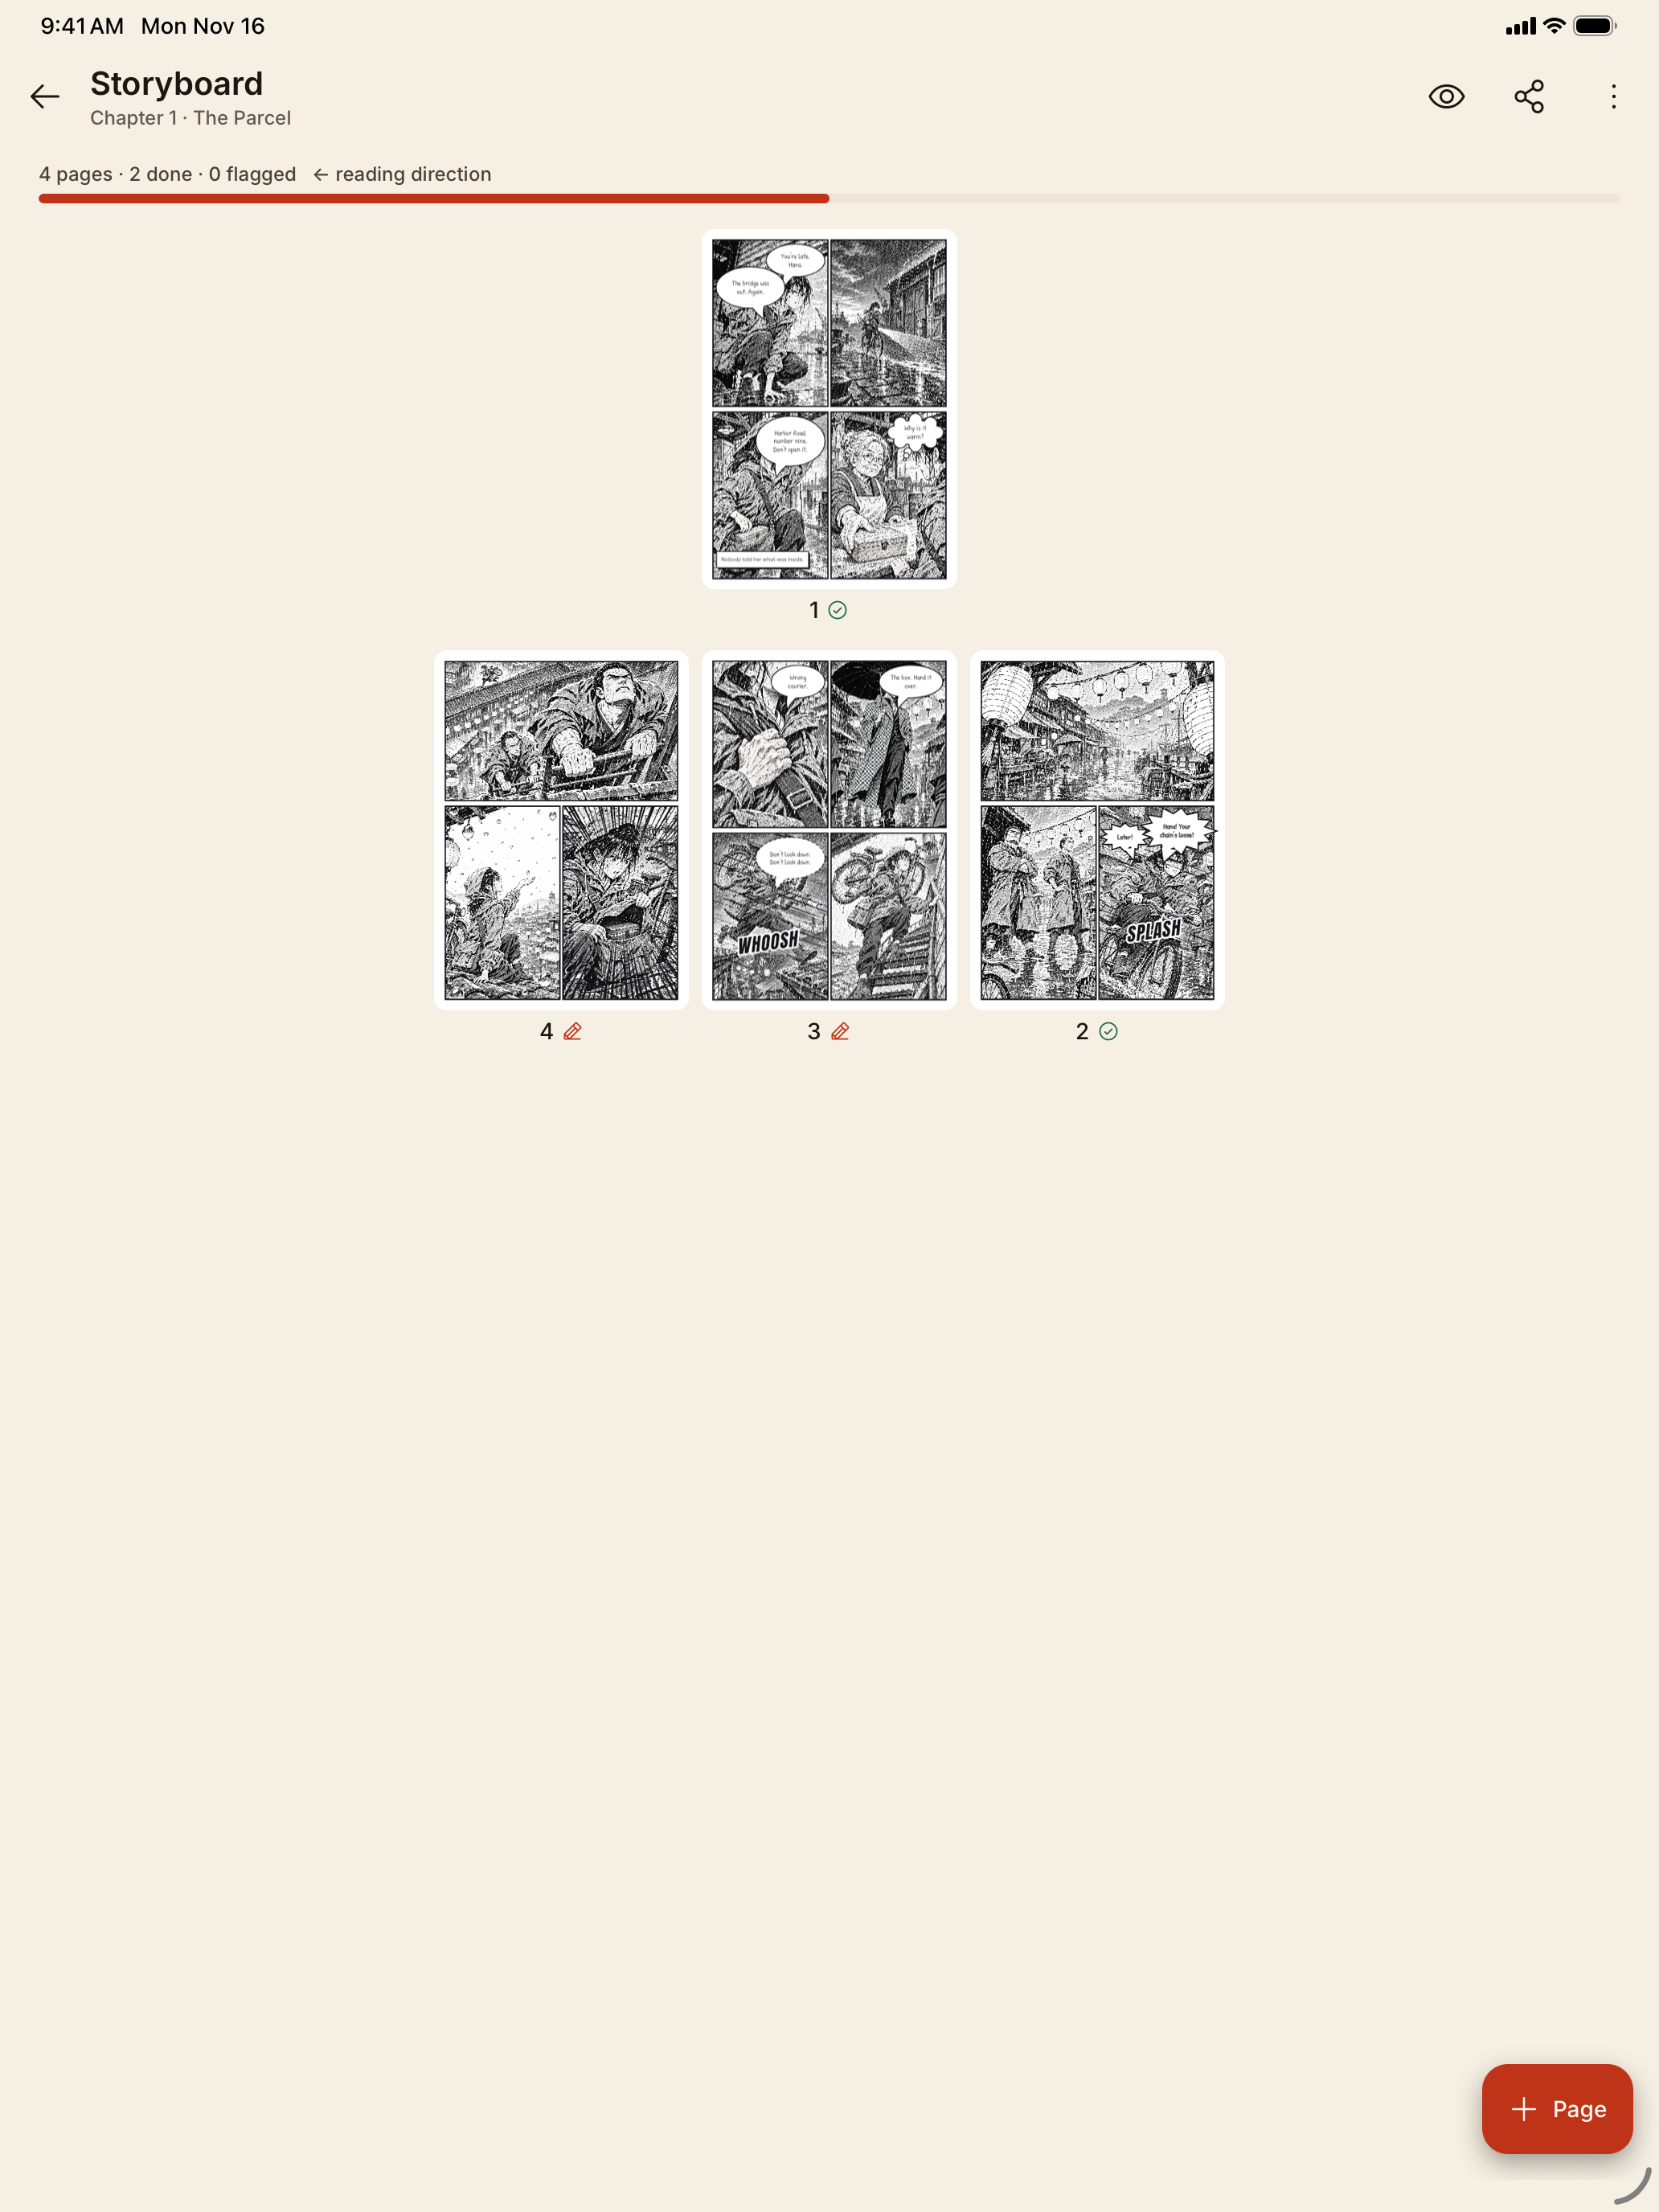 9:41 AM Mon Nov 16
Storyboard
Chapter 1 · The Parcel
4 pages · 2 done · 0 flagged ← reading direction
You're late,
Hana.
The bridge was
out. Again.
Why is it
warm?
Harbor Road,
number nine.
Don't open it.
Nobody told her what was inside.
1
Hana! Your
chain's loose!
Later!
SPLASH
The box. Hand it
over.
Wrong
courier.
Don't look down.
Don't look down.
WHOOSH
4
3
2
Page